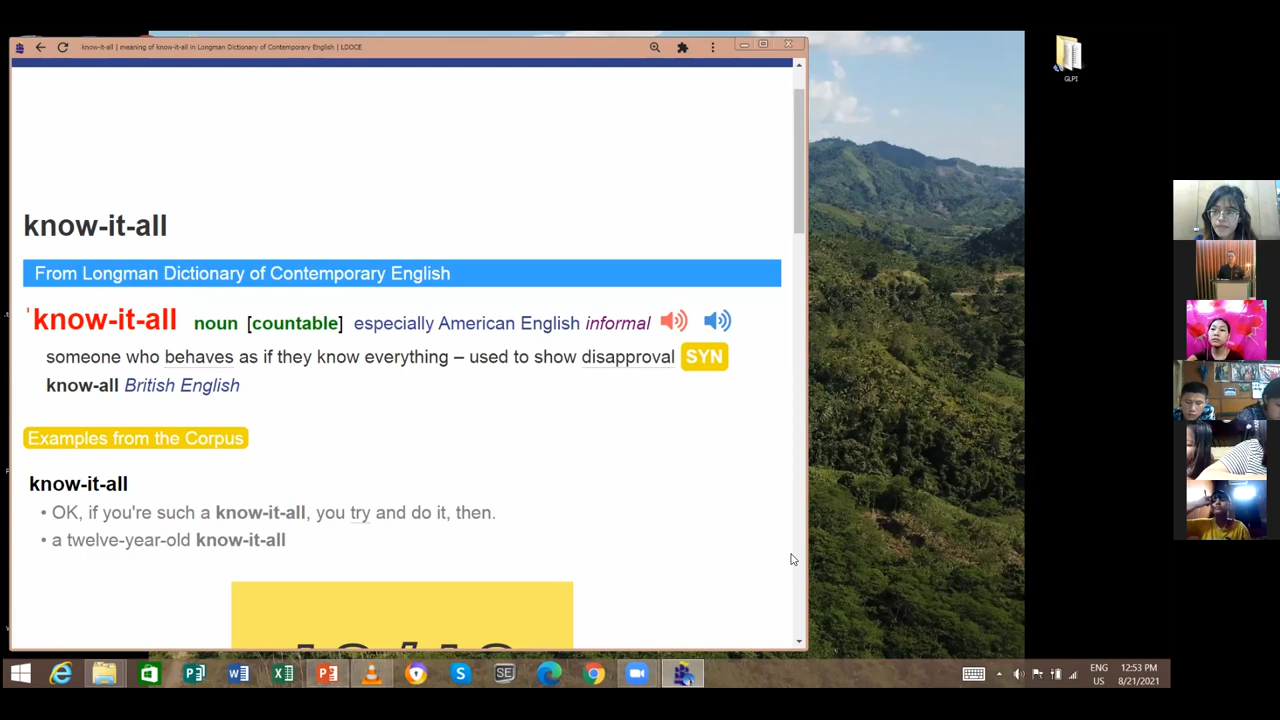 know-it-all | meaning of know-it-all in Longman Dictionary of Contemporary English | LDOCE
GLPI
know-it-all
From Longman Dictionary of Contemporary English
ˈknow-it-all noun [countable] especially American English informal
someone who behaves as if they know everything – used to show disapproval SYN
know-all British English
Examples from the Corpus
know-it-all
• OK, if you're such a know-it-all, you try and do it, then.
• a twelve-year-old know-it-all
ENG 12:53 PM
US 8/21/2021